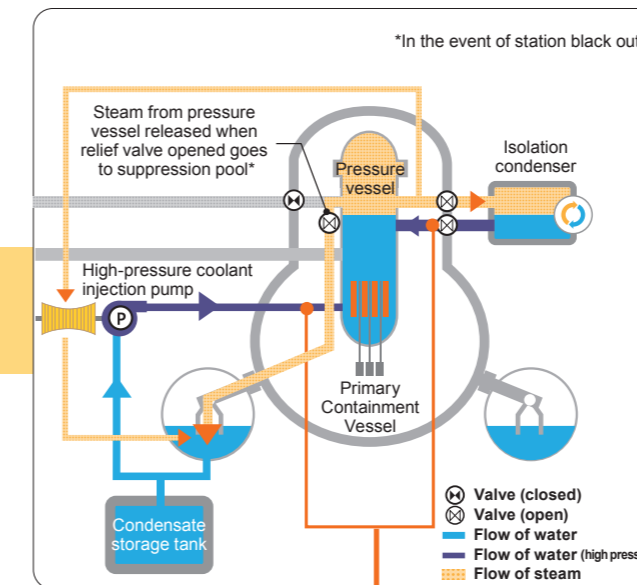 *In the event of station black out
Steam from pressure
vessel released when
relief valve opened goes
to suppression pool*
Pressure
vessel
Isolation
condenser
High-pressure coolant
injection pump
P
Primary
Containment
Vessel
Condensate
storage tank
Valve (closed)
Valve (open)
Flow of water
Flow of water (high press
Flow of steam